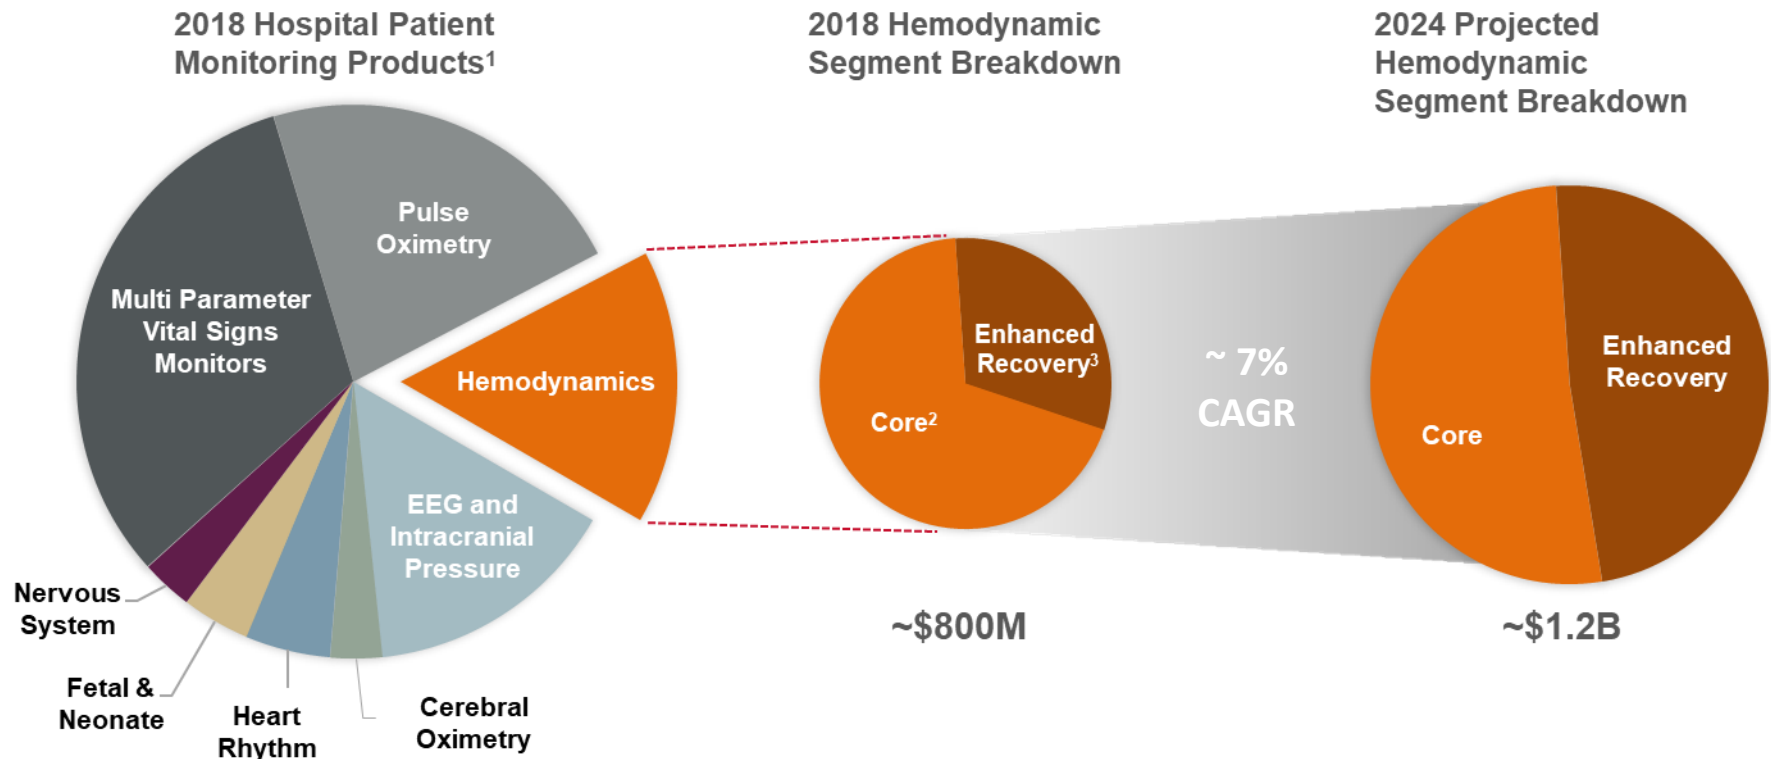 2018 Hospital Patient
Monitoring Products¹
2018 Hemodynamic
Segment Breakdown
2024 Projected
Hemodynamic
Segment Breakdown
Pulse
Oximetry
Multi Parameter
Vital Signs
Monitors
Hemodynamics
EEG and
Intracranial
Pressure
Nervous
System
Fetal &
Neonate
Heart
Rhythm
Cerebral
Oximetry
Enhanced
Recovery³
Core²
~ 7%
CAGR
Enhanced
Recovery
Core
~$800M
~$1.2B